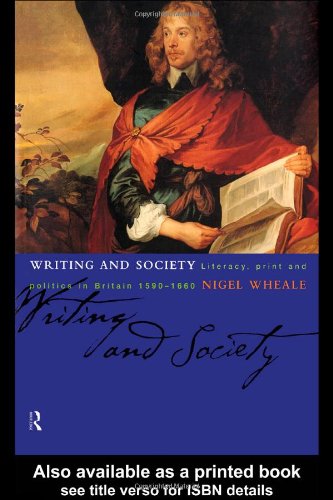 WRITING AND SOCIETY Literacy, print and
politics in Britain 1590–1660 NIGEL WHEALE
Writing
and Society
R
Also available as a printed book
see title verso for ISBN details